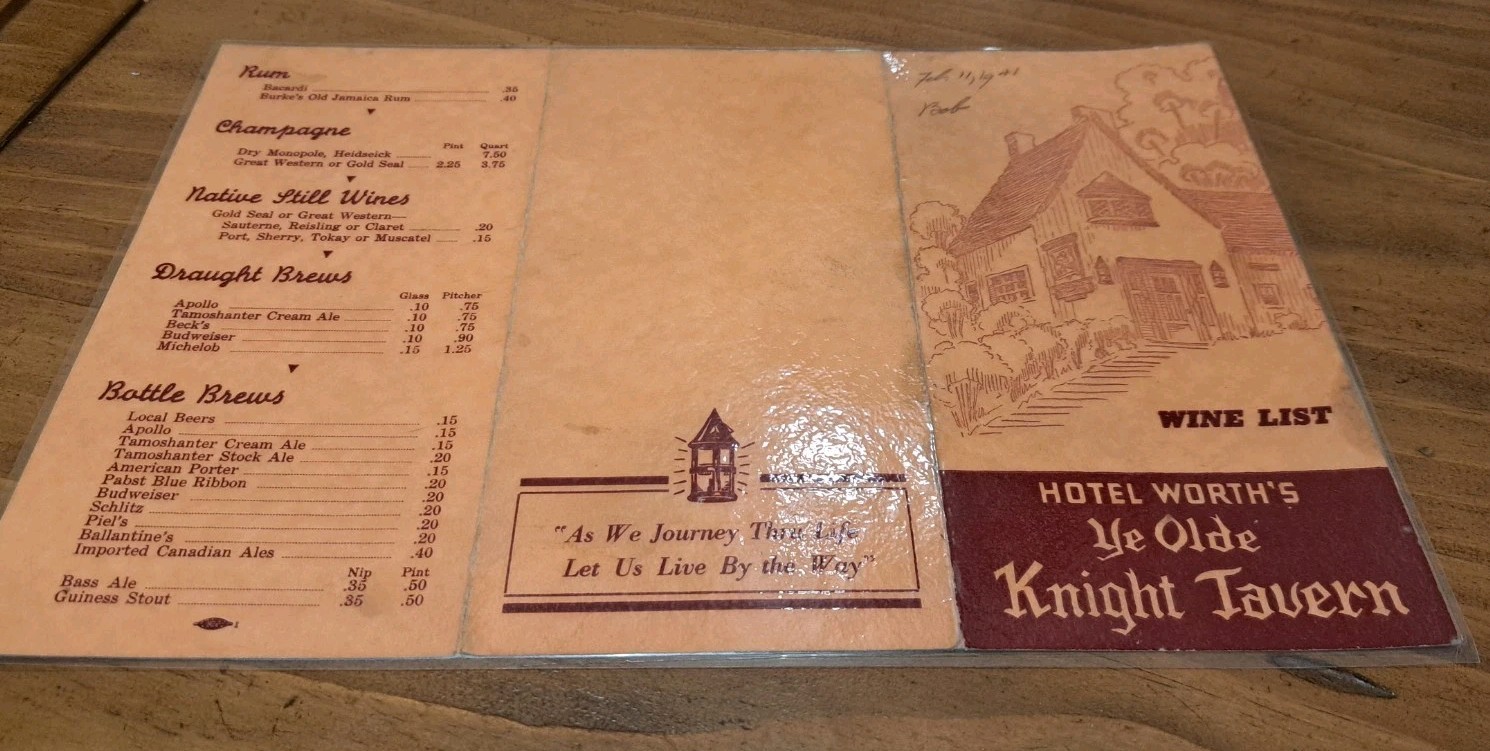 Rum
Bacardi .35
Burke's Old Jamaica Rum .40
Champagne
Pint Quart
Dry Monopole, Heidseick 7.50
Great Western or Gold Seal 2.25 3.75
Native Still Wines
Gold Seal or Great Western—
Sauterne, Reisling or Claret .20
Port, Sherry, Tokay or Muscatel .15
Draught Brews
Glass Pitcher
Apollo .10 .75
Tamoshanter Cream Ale .10 .75
Beck's .10 .75
Budweiser .10 .90
Michelob .15 1.25
Bottle Brews
Local Beers .15
Apollo .15
Tamoshanter Cream Ale .15
Tamoshanter Stock Ale .20
American Porter .15
Pabst Blue Ribbon .20
Budweiser .20
Schlitz .20
Piel's .20
Ballantine's .20
Imported Canadian Ales .40
Nip Pint
Bass Ale .35 .50
Guiness Stout .35 .50
"As We Journey Thru Life
Let Us Live By the Way"
Feb 11, 1941
Bob
WINE LIST
HOTEL WORTH'S
Ye Olde
Knight Tavern